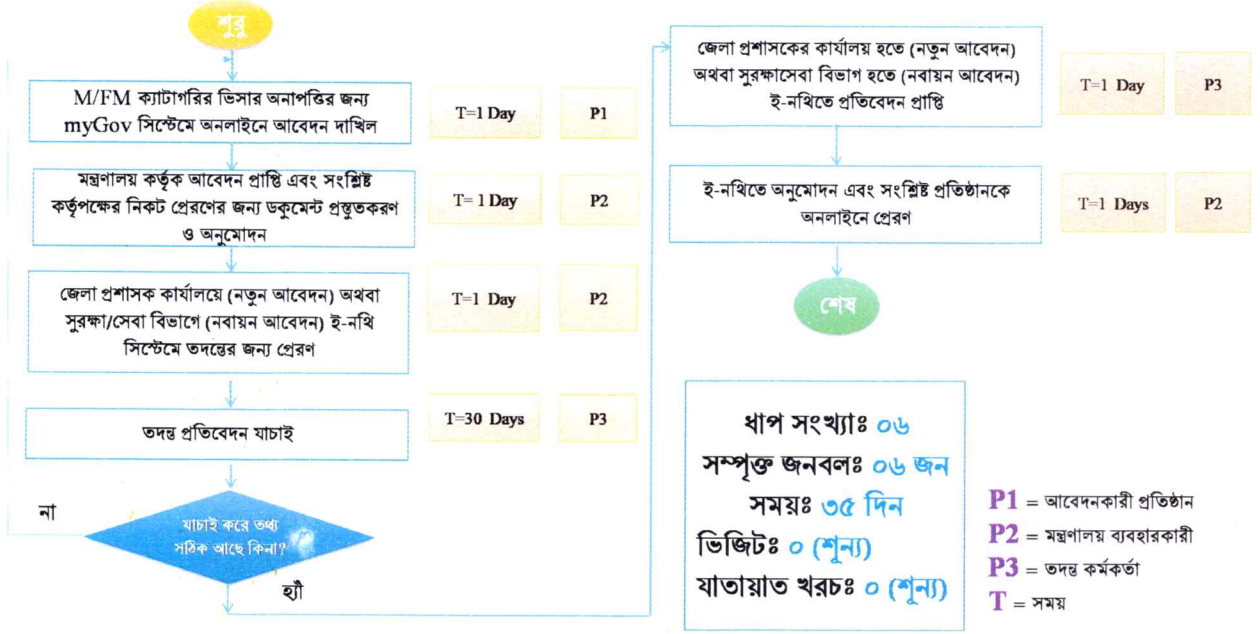 শুরু
M/FM ক্যাটাগরির ভিসার অনাপত্তির জন্য
myGov সিস্টেমে অনলাইনে আবেদন দাখিল
T=1 Day
P1
মন্ত্রণালয় কর্তৃক আবেদন প্রাপ্তি এবং সংশ্লিষ্ট
কর্তৃপক্ষের নিকট প্রেরণের জন্য ডকুমেন্ট প্রস্তুতকরণ
ও অনুমোদন
T= 1 Day
P2
জেলা প্রশাসক কার্যালয়ে (নতুন আবেদন) অথবা
সুরক্ষা/সেবা বিভাগে (নবায়ন আবেদন) ই-নথি
সিস্টেমে তদন্তের জন্য প্রেরণ
T=1 Day
P2
তদন্ত প্রতিবেদন যাচাই
T=30 Days
P3
যাচাই করে তথ্য
সঠিক আছে কিনা?
না
হ্যাঁ
জেলা প্রশাসকের কার্যালয় হতে (নতুন আবেদন)
অথবা সুরক্ষাসেবা বিভাগ হতে (নবায়ন আবেদন)
ই-নথিতে প্রতিবেদন প্রাপ্তি
T=1 Day
P3
ই-নথিতে অনুমোদন এবং সংশ্লিষ্ট প্রতিষ্ঠানকে
অনলাইনে প্রেরণ
T=1 Days
P2
শেষ
ধাপ সংখ্যাঃ ০৬
সম্পৃক্ত জনবলঃ ০৬ জন
সময়ঃ ৩৫ দিন
ভিজিটঃ ০ (শূন্য)
যাতায়াত খরচঃ ০ (শূন্য)
P1 = আবেদনকারী প্রতিষ্ঠান
P2 = মন্ত্রণালয় ব্যবহারকারী
P3 = তদন্ত কর্মকর্তা
T = সময়